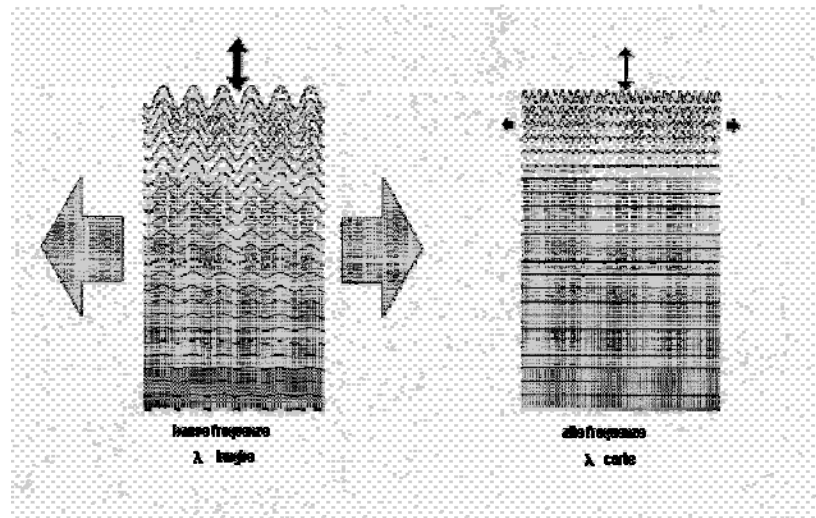 basse frequenze
λ lunghe
alte frequenze
λ corte